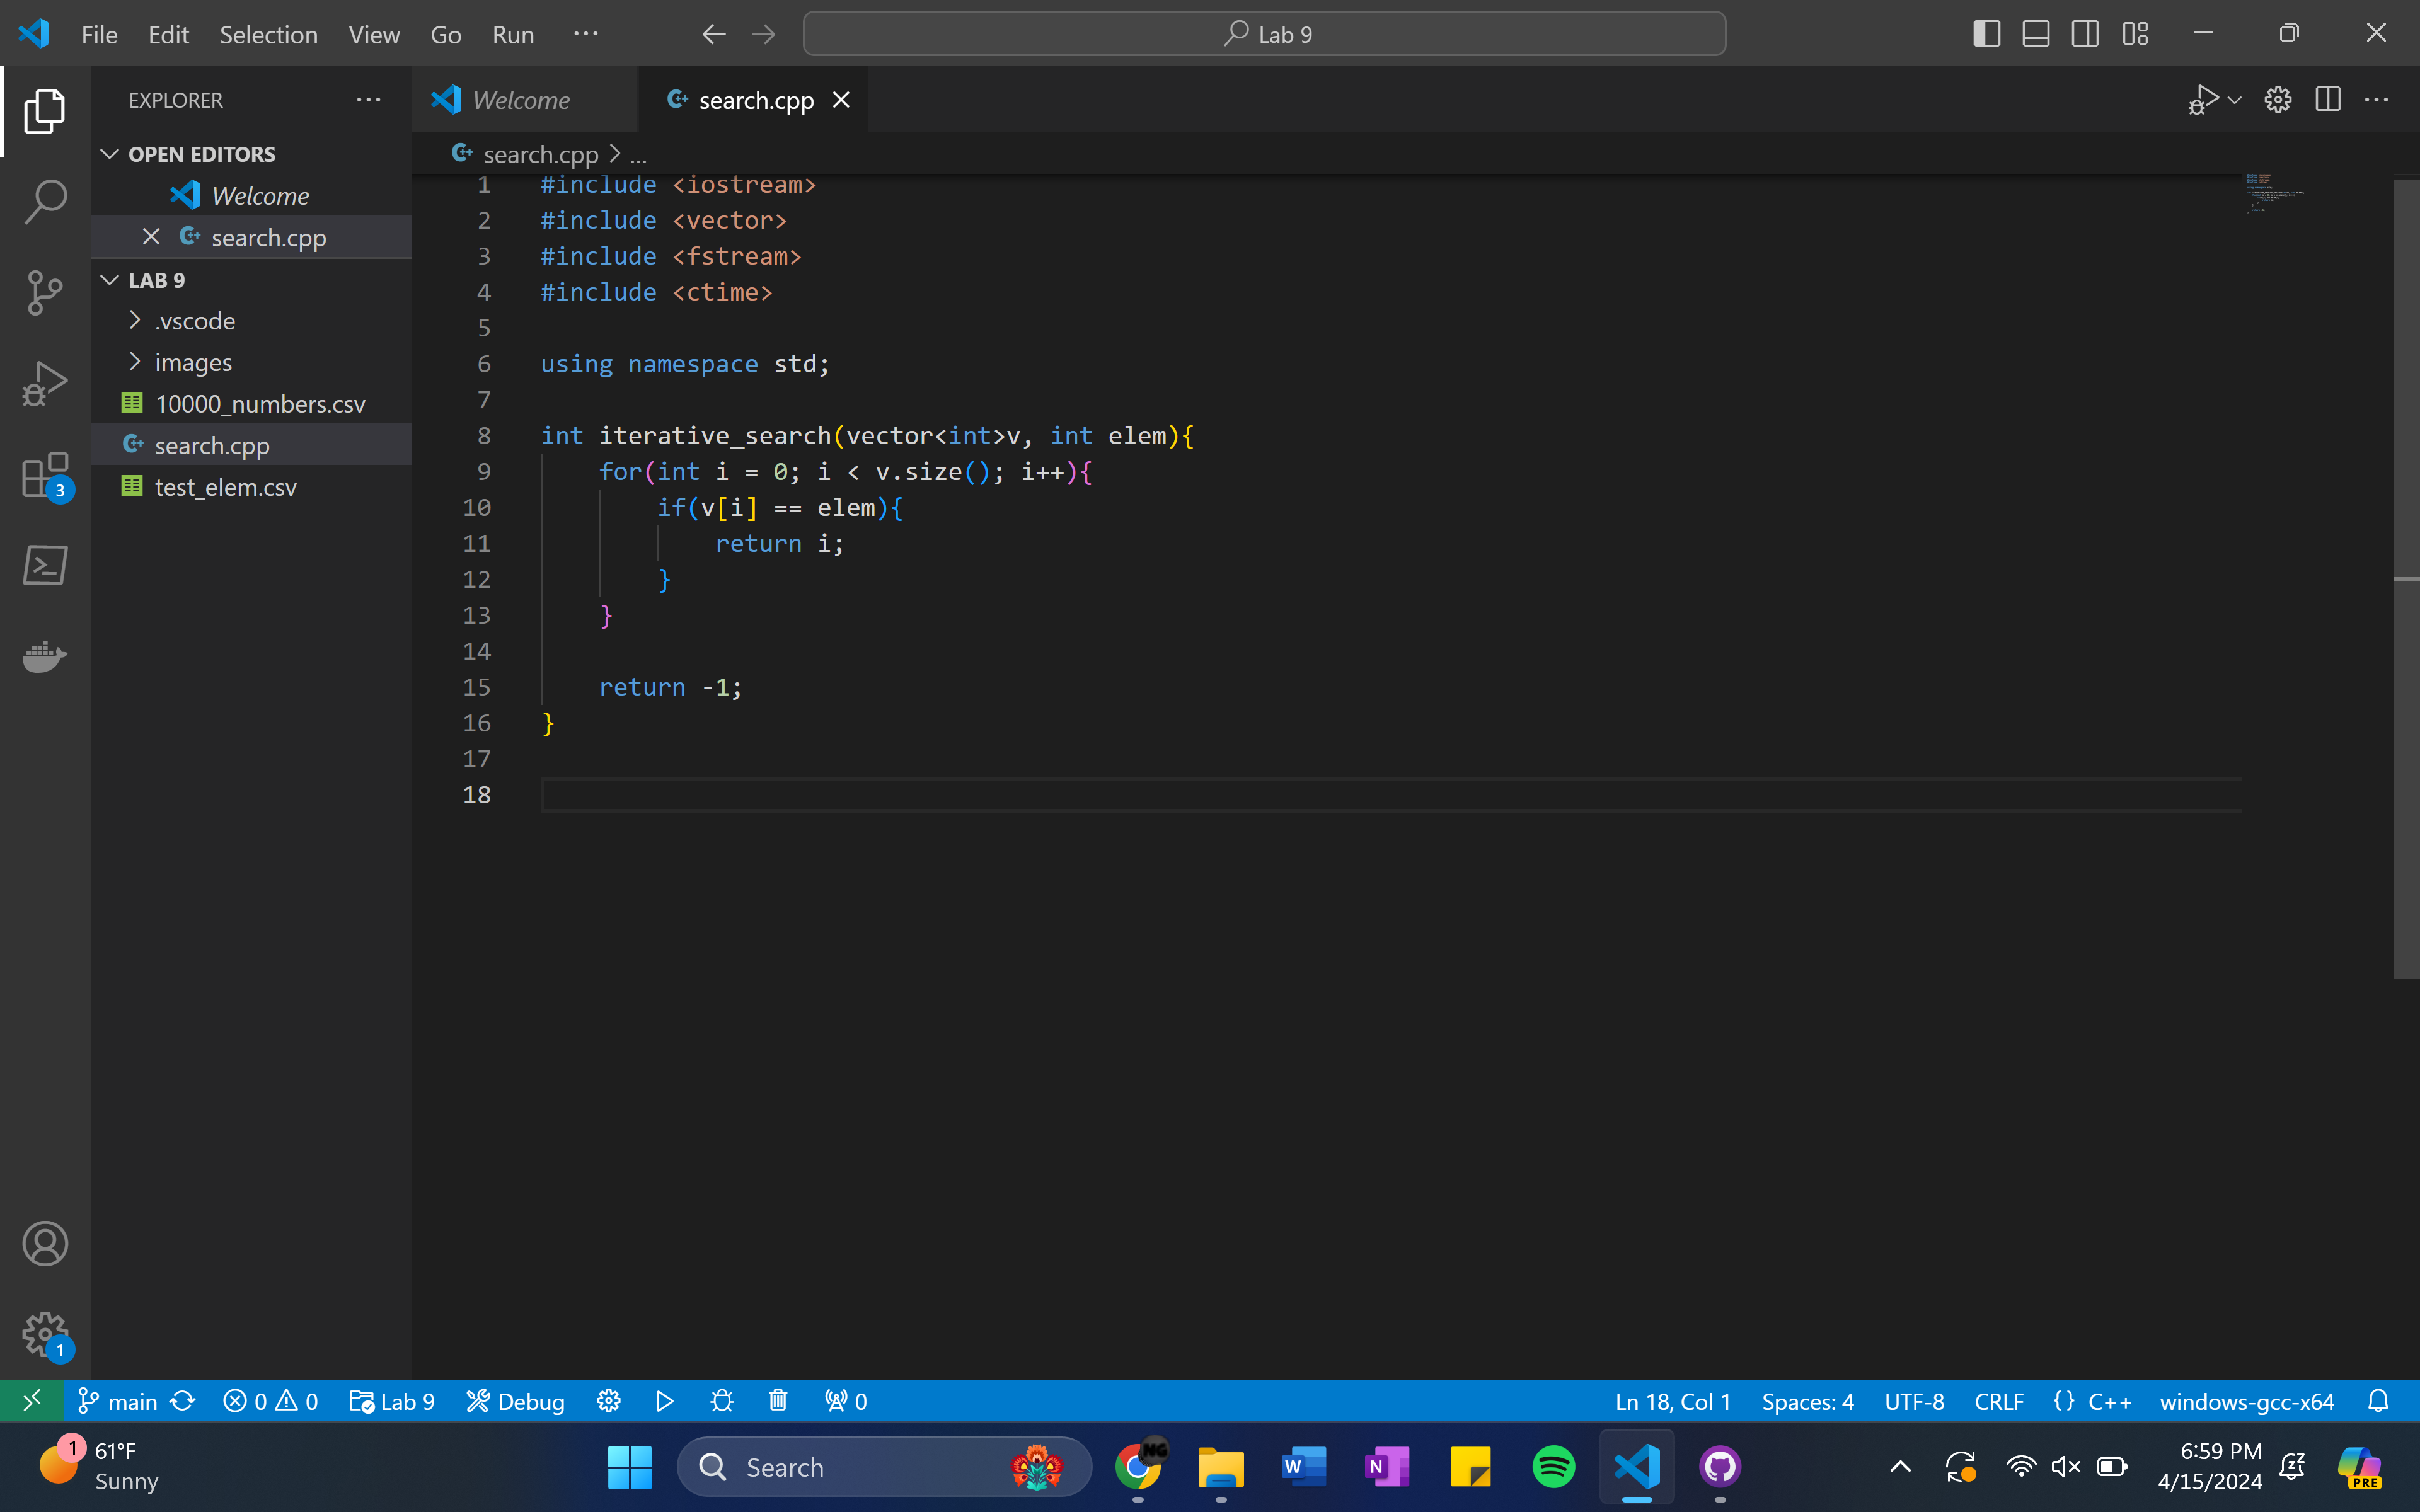 File Edit Selection View Go Run ... Lab 9
EXPLORER ...
OPEN EDITORS
Welcome
search.cpp
LAB 9
.vscode
images
10000_numbers.csv
search.cpp
test_elem.csv
3
1
Welcome search.cpp
search.cpp > ...
1 #include <iostream>
2 #include <vector>
3 #include <fstream>
4 #include <ctime>
5
6 using namespace std;
7
8 int iterative_search(vector<int>v, int elem){
9     for(int i = 0; i < v.size(); i++){
10         if(v[i] == elem){
11             return i;
12         }
13     }
14
15     return -1;
16 }
17
18
main 0 0 Lab 9 Debug 0 Ln 18, Col 1 Spaces: 4 UTF-8 CRLF {} C++ windows-gcc-x64
1 61°F
Sunny
Search
NG
W
N
6:59 PM
4/15/2024
PRE